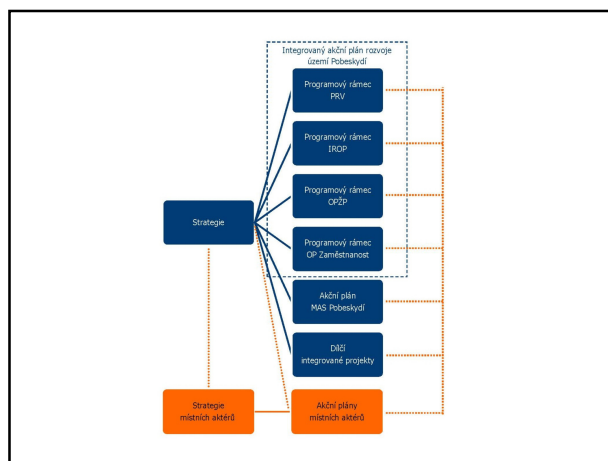 Integrovaný akční plán rozvoje
území Pobeskydí
Programový rámec
PRV
Programový rámec
IROP
Programový rámec
OPŽP
Strategie
Programový rámec
OP Zaměstnanost
Akční plán
MAS Pobeskydí
Dílčí
integrované projekty
Strategie
místních aktérů
Akční plány
místních aktérů